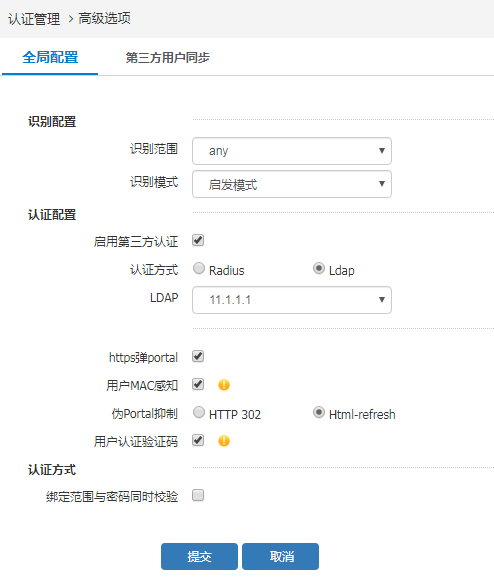 认证管理 > 高级选项
全局配置 第三方用户同步
识别配置
识别范围 any
识别模式 启发模式
认证配置
启用第三方认证
认证方式 Radius Ldap
LDAP 11.1.1.1
https弹portal
用户MAC感知
伪Portal抑制 HTTP 302 Html-refresh
用户认证验证码
认证方式
绑定范围与密码同时校验
提交 取消